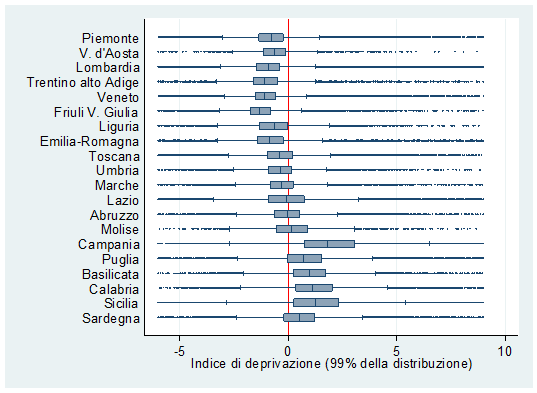 Piemonte
V. d'Aosta
Lombardia
Trentino alto Adige
Veneto
Friuli V. Giulia
Liguria
Emilia-Romagna
Toscana
Umbria
Marche
Lazio
Abruzzo
Molise
Campania
Puglia
Basilicata
Calabria
Sicilia
Sardegna
-5 0 5 10
Indice di deprivazione (99% della distribuzione)